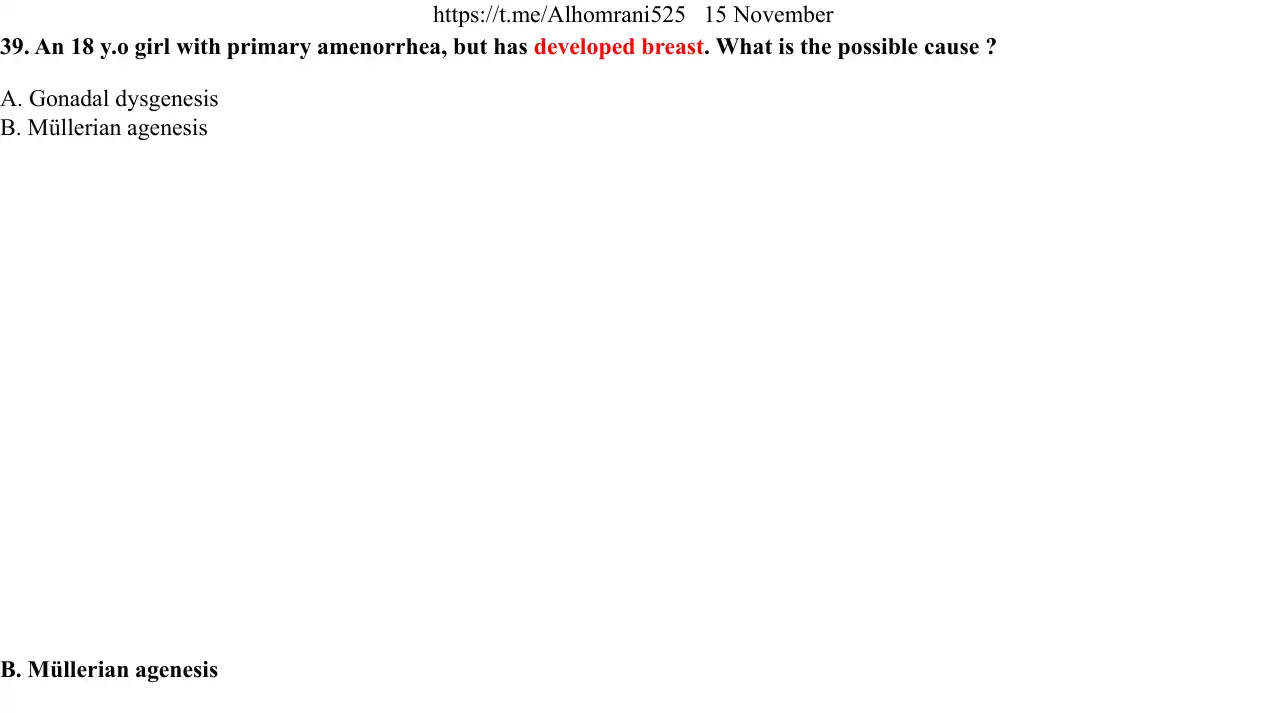 https://t.me/Alhomrani525 15 November
39. An 18 y.o girl with primary amenorrhea, but has developed breast. What is the possible cause ?
A. Gonadal dysgenesis
B. Müllerian agenesis
B. Müllerian agenesis